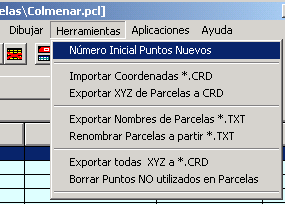 elas\Colmenar.pcl]
Dibujar Herramientas Aplicaciones Ayuda
Número Inicial Puntos Nuevos
Importar Coordenadas *.CRD
Exportar XYZ de Parcelas a CRD
Exportar Nombres de Parcelas *.TXT
Renombrar Parcelas a partir *.TXT
Exportar todas XYZ a *.CRD
Borrar Puntos NO utilizados en Parcelas